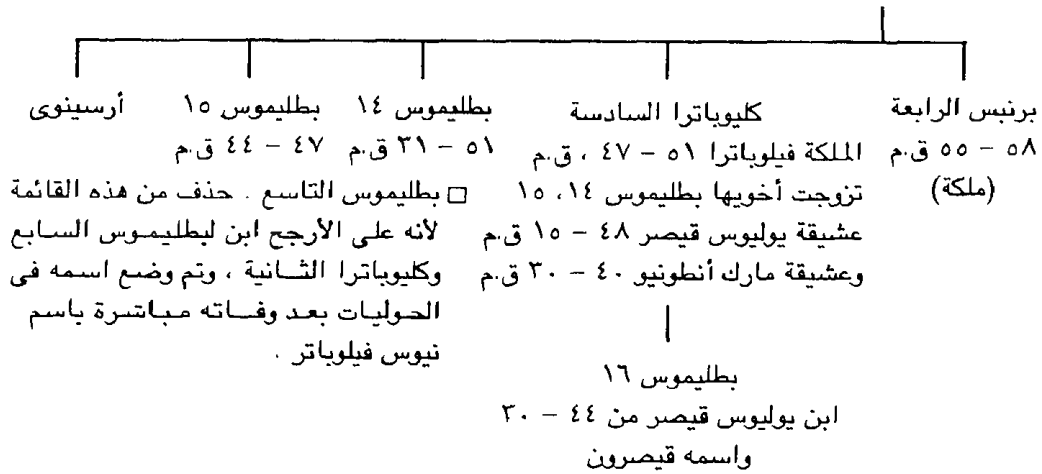 برنيس الرابعة
٥٨ – ٥٥ ق.م
(ملكة)
كليوباترا السادسة
الملكة فيلوباترا ٥١ – ٤٧ ، ق.م
تزوجت أخويها بطليموس ١٤، ١٥
عشيقة يوليوس قيصر ٤٨ – ١٥ ق.م
وعشيقة مارك أنطونيو ٤٠ – ٣٠ ق.م
بطليموس ١٤
٥١ – ٣١ ق.م
بطليموس ١٥
٤٧ – ٤٤ ق.م
أرسينوى
□ بطليموس التاسع . حذف من هذه القائمة
لأنه على الأرجح ابن لبطليموس السابع
وكليوباترا الثانية ، وتم وضع اسمه فى
الحوليات بعد وفاته مباشرة باسم
نيوس فيلوباتر .
بطليموس ١٦
ابن يوليوس قيصر من ٤٤ – ٣٠
واسمه قيصرون